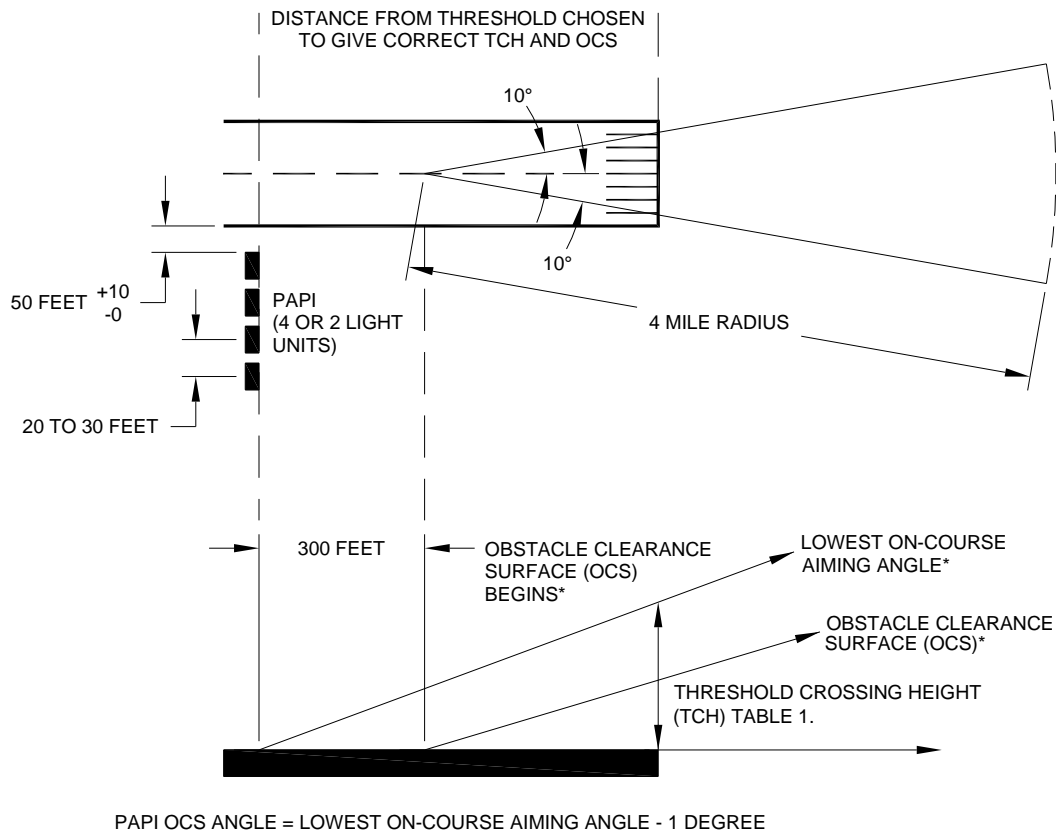 DISTANCE FROM THRESHOLD CHOSEN
TO GIVE CORRECT TCH AND OCS
10°
10°
50 FEET +10
-0
PAPI
(4 OR 2 LIGHT
UNITS)
4 MILE RADIUS
20 TO 30 FEET
300 FEET
OBSTACLE CLEARANCE
SURFACE (OCS)
BEGINS*
LOWEST ON-COURSE
AIMING ANGLE*
OBSTACLE CLEARANCE
SURFACE (OCS)*
THRESHOLD CROSSING HEIGHT
(TCH) TABLE 1.
PAPI OCS ANGLE = LOWEST ON-COURSE AIMING ANGLE - 1 DEGREE